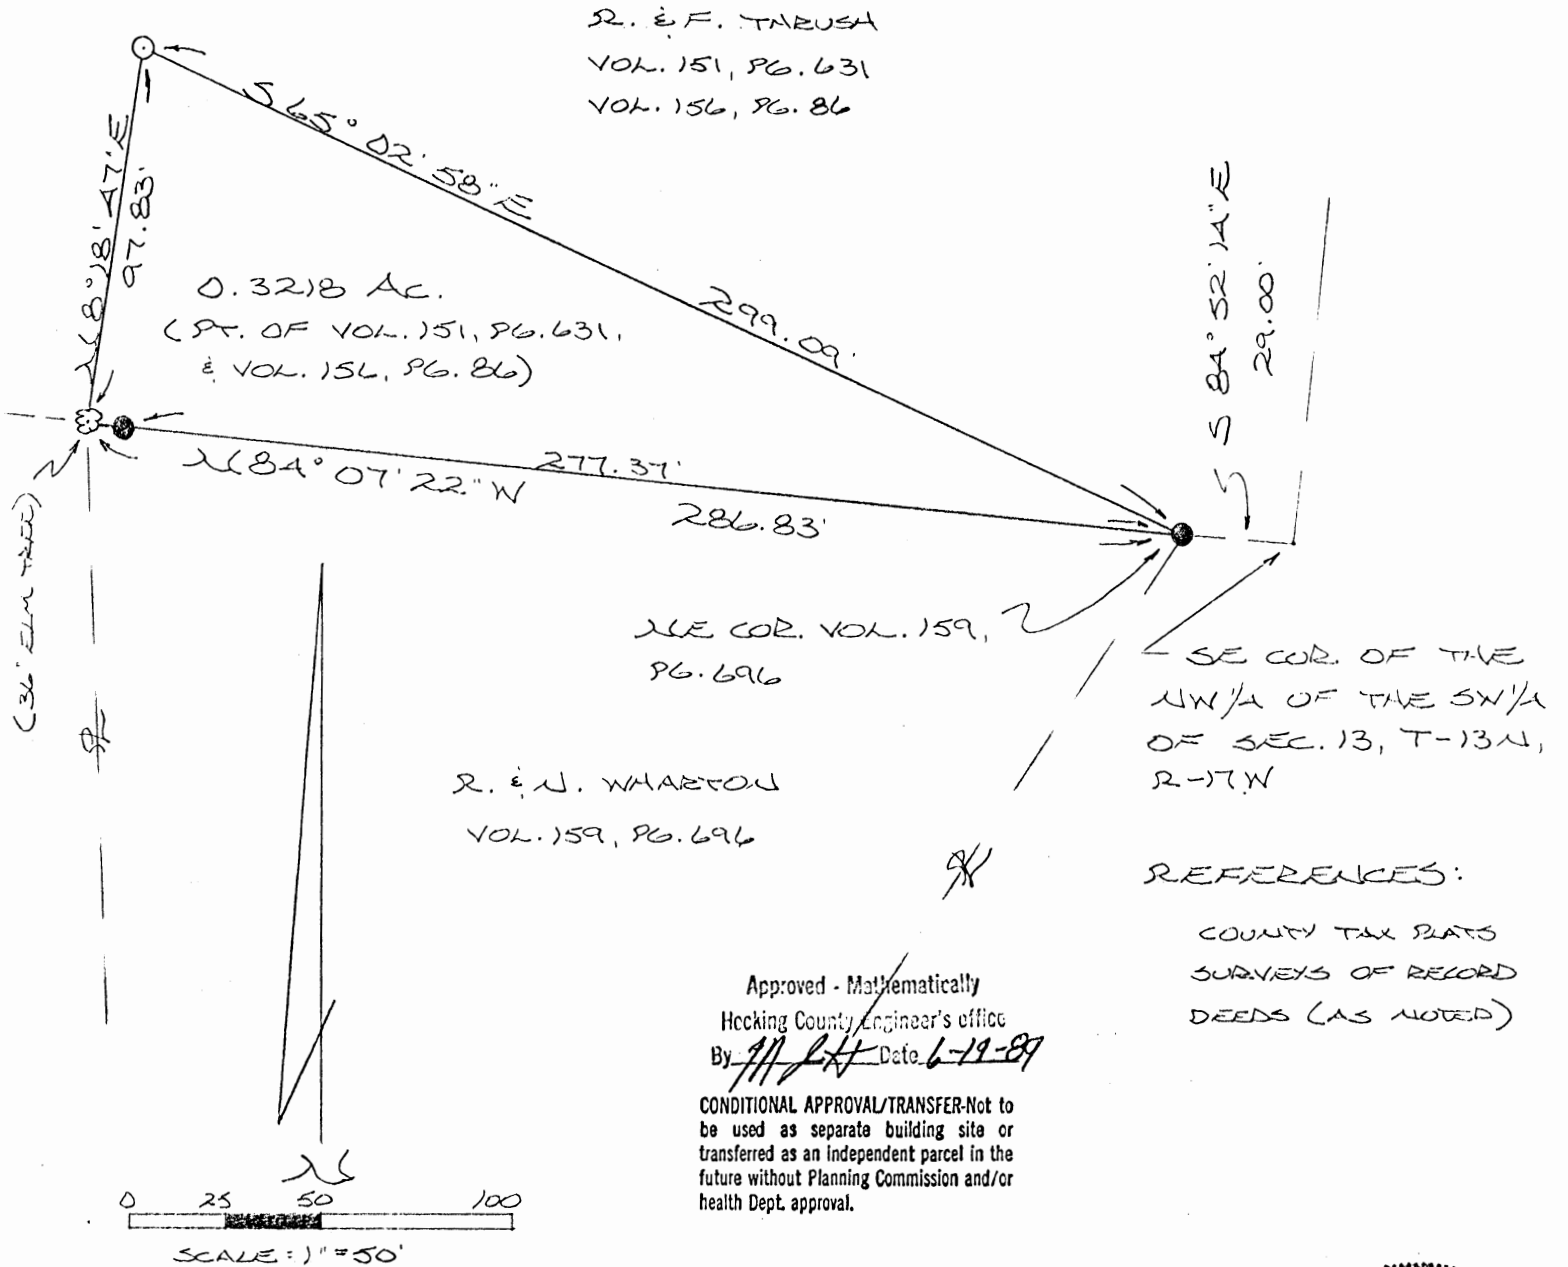 R. & F. THRUSH
VOL. 151, PG. 631
VOL. 156, PG. 86
S 65° 02' 58" E
299.09'
N 8° 18' 47" E
97.83'
0.3218 AC.
(PT. OF VOL. 151, PG. 631,
& VOL. 156, PG. 86)
S 84° 52' 14" E
29.00'
N 84° 07' 22" W
277.37'
286.83'
(36" ELM TREE)
NE COR. VOL. 159,
PG. 696
SE COR. OF THE
NW 1/4 OF THE SW 1/4
OF SEC. 13, T-13N,
R-17W
PL
R. & N. WHARTON
VOL. 159, PG. 696
PL
REFERENCES:
COUNTY TAX PLATS
SURVEYS OF RECORD
DEEDS (AS NOTED)
Approved - Mathematically
Hocking County Engineer's office
By Date 6-19-89
CONDITIONAL APPROVAL/TRANSFER-Not to
be used as separate building site or
transferred as an independent parcel in the
future without Planning Commission and/or
health Dept. approval.
N
0 25 50 100
SCALE: 1" = 50'